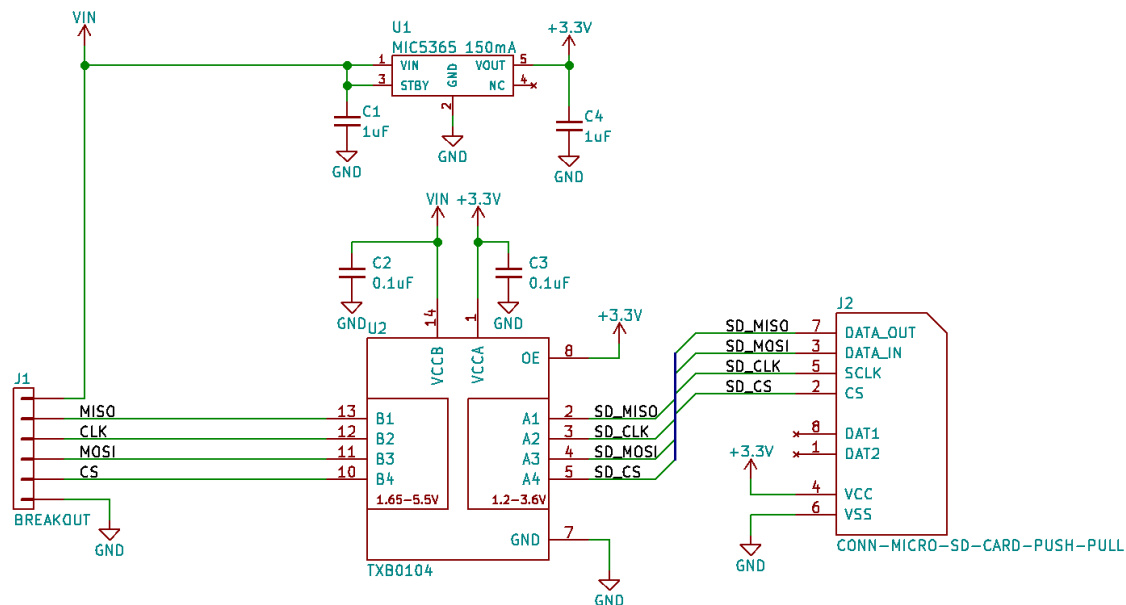 VIN
U1
MIC5365 150mA
+3.3V
1 VIN VOUT 5
3 STBY NC 4
GND
2
C1
1uF
GND
GND
C4
1uF
GND
VIN +3.3V
C2
0.1uF
GND
C3
0.1uF
GND
U2
14 1
VCCB VCCA
OE 8
+3.3V
J1
MISO 13 B1 A1 2 SD_MISO
CLK 12 B2 A2 3 SD_CLK
MOSI 11 B3 A3 4 SD_MOSI
CS 10 B4 A4 5 SD_CS
1.65-5.5V 1.2-3.6V
GND 7
TXB0104
GND
BREAKOUT
GND
J2
SD_MISO 7 DATA_OUT
SD_MOSI 3 DATA_IN
SD_CLK 5 SCLK
SD_CS 2 CS
8 DAT1
1 DAT2
+3.3V
4 VCC
6 VSS
GND
CONN-MICRO-SD-CARD-PUSH-PULL